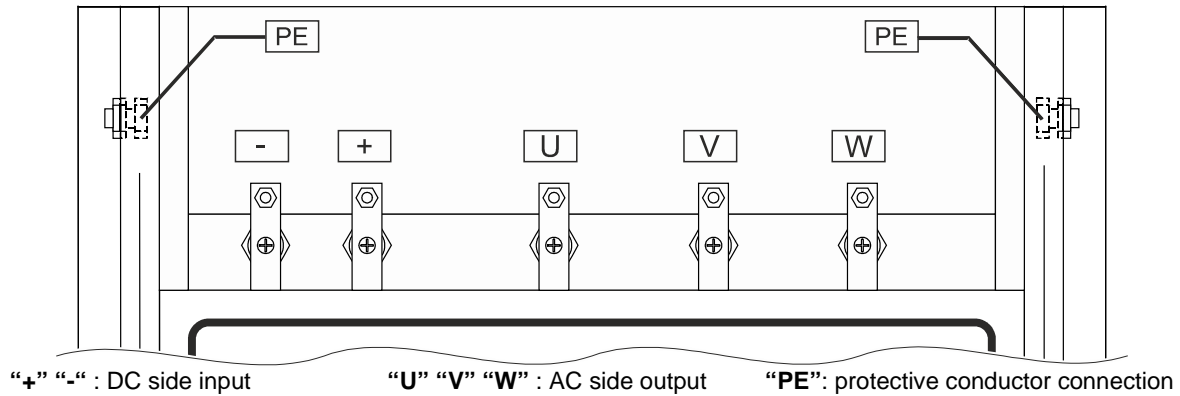 PE PE
- + U V W
“+” “-“ : DC side input “U” “V” “W” : AC side output “PE”: protective conductor connection